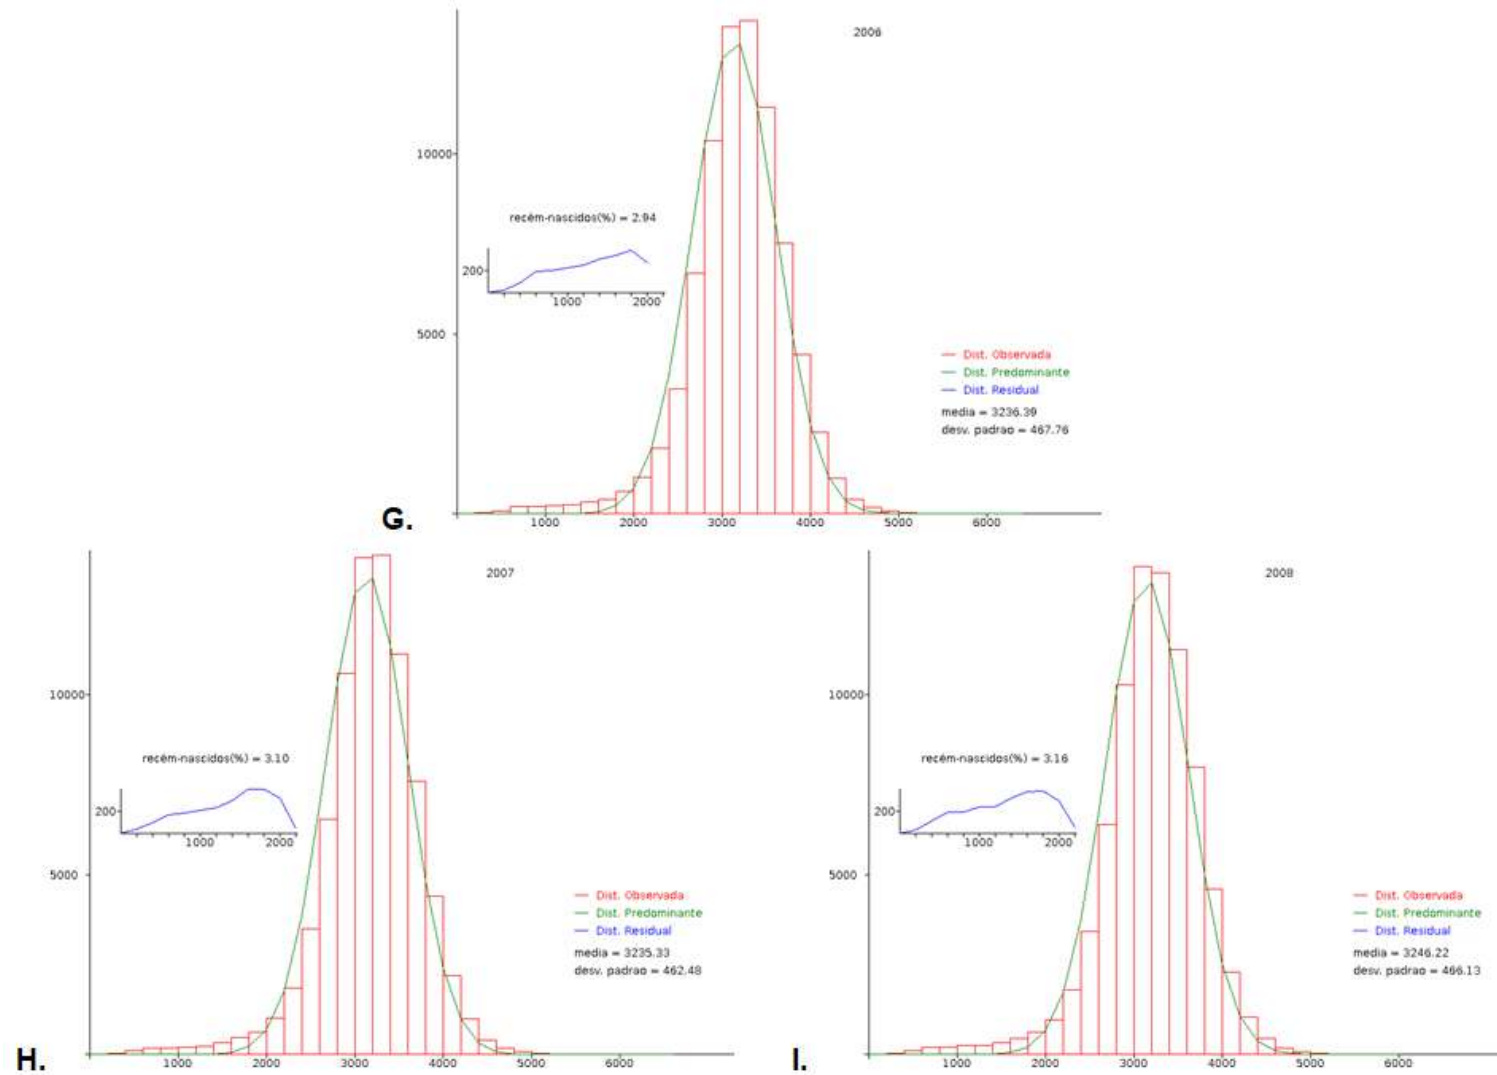 2006
10000
recém-nascidos(%) = 2.94
200
1000 2000
5000
Dist. Observada
Dist. Predominante
Dist. Residual
media = 3236.39
desv. padrao = 467.76
G.
1000 2000 3000 4000 5000 6000
2007
10000
recém-nascidos(%) = 3.10
200
1000 2000
5000
Dist. Observada
Dist. Predominante
Dist. Residual
media = 3235.33
desv. padrao = 462.48
H.
1000 2000 3000 4000 5000 6000
2008
10000
recém-nascidos(%) = 3.16
200
1000 2000
5000
Dist. Observada
Dist. Predominante
Dist. Residual
media = 3246.22
desv. padrao = 466.13
I.
1000 2000 3000 4000 5000 6000